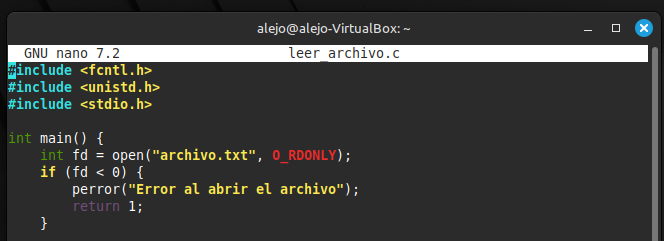 alejo@alejo-VirtualBox: ~
GNU nano 7.2 leer_archivo.c
#include <fcntl.h>
#include <unistd.h>
#include <stdio.h>
int main() {
    int fd = open("archivo.txt", O_RDONLY);
    if (fd < 0) {
        perror("Error al abrir el archivo");
        return 1;
    }